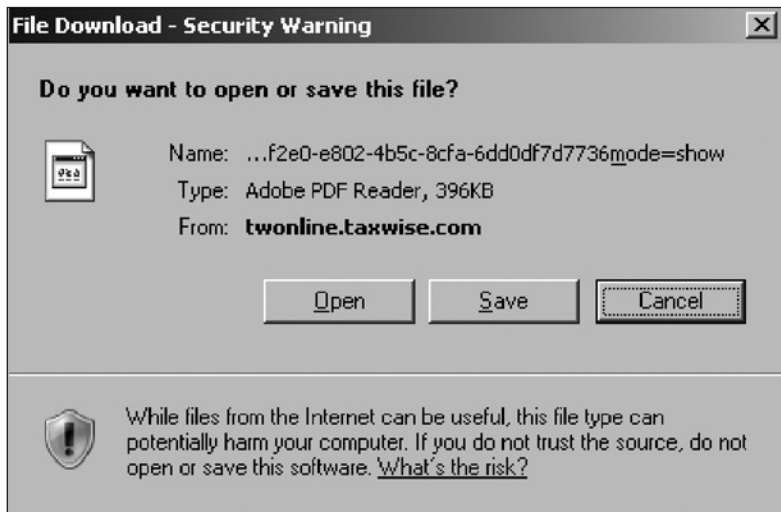 File Download - Security Warning
Do you want to open or save this file?
Name: ...f2e0-e802-4b5c-8cfa-6dd0df7d7736mode=show
Type: Adobe PDF Reader, 396KB
From: twonline.taxwise.com
Open Save Cancel
While files from the Internet can be useful, this file type can
potentially harm your computer. If you do not trust the source, do not
open or save this software. What's the risk?